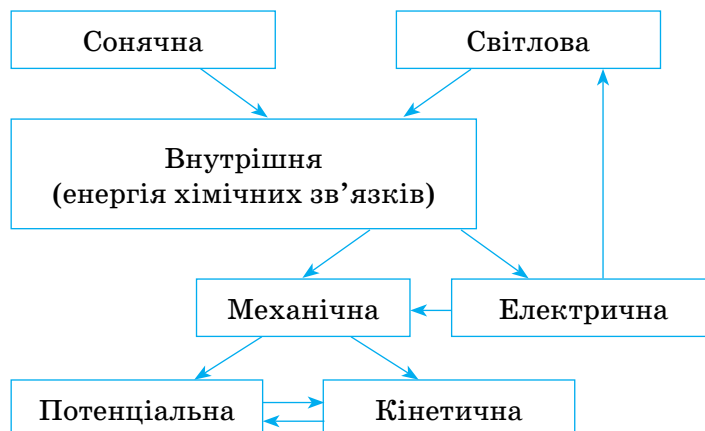 Сонячна
Світлова
Внутрішня
(енергія хімічних зв’язків)
Механічна
Електрична
Потенціальна
Кінетична